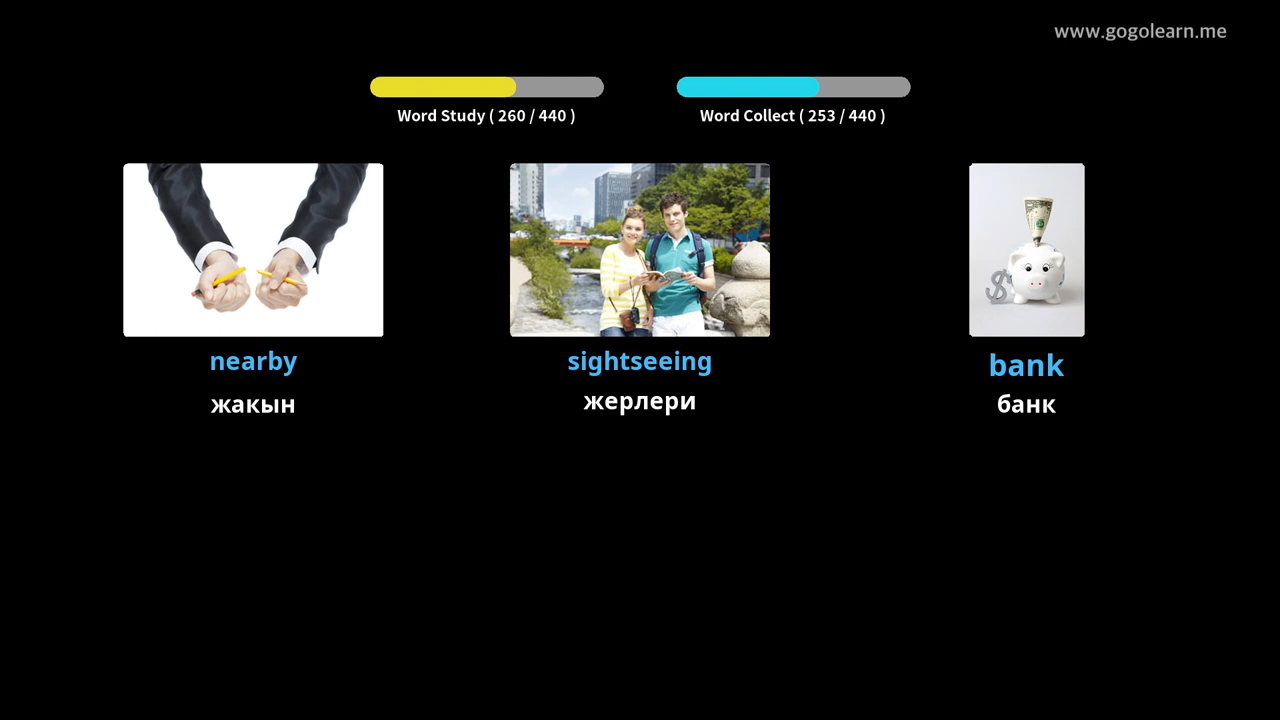 www.gogolearn.me
Word Study ( 260 / 440 )
Word Collect ( 253 / 440 )
nearby
жакын
sightseeing
жерлери
bank
банк